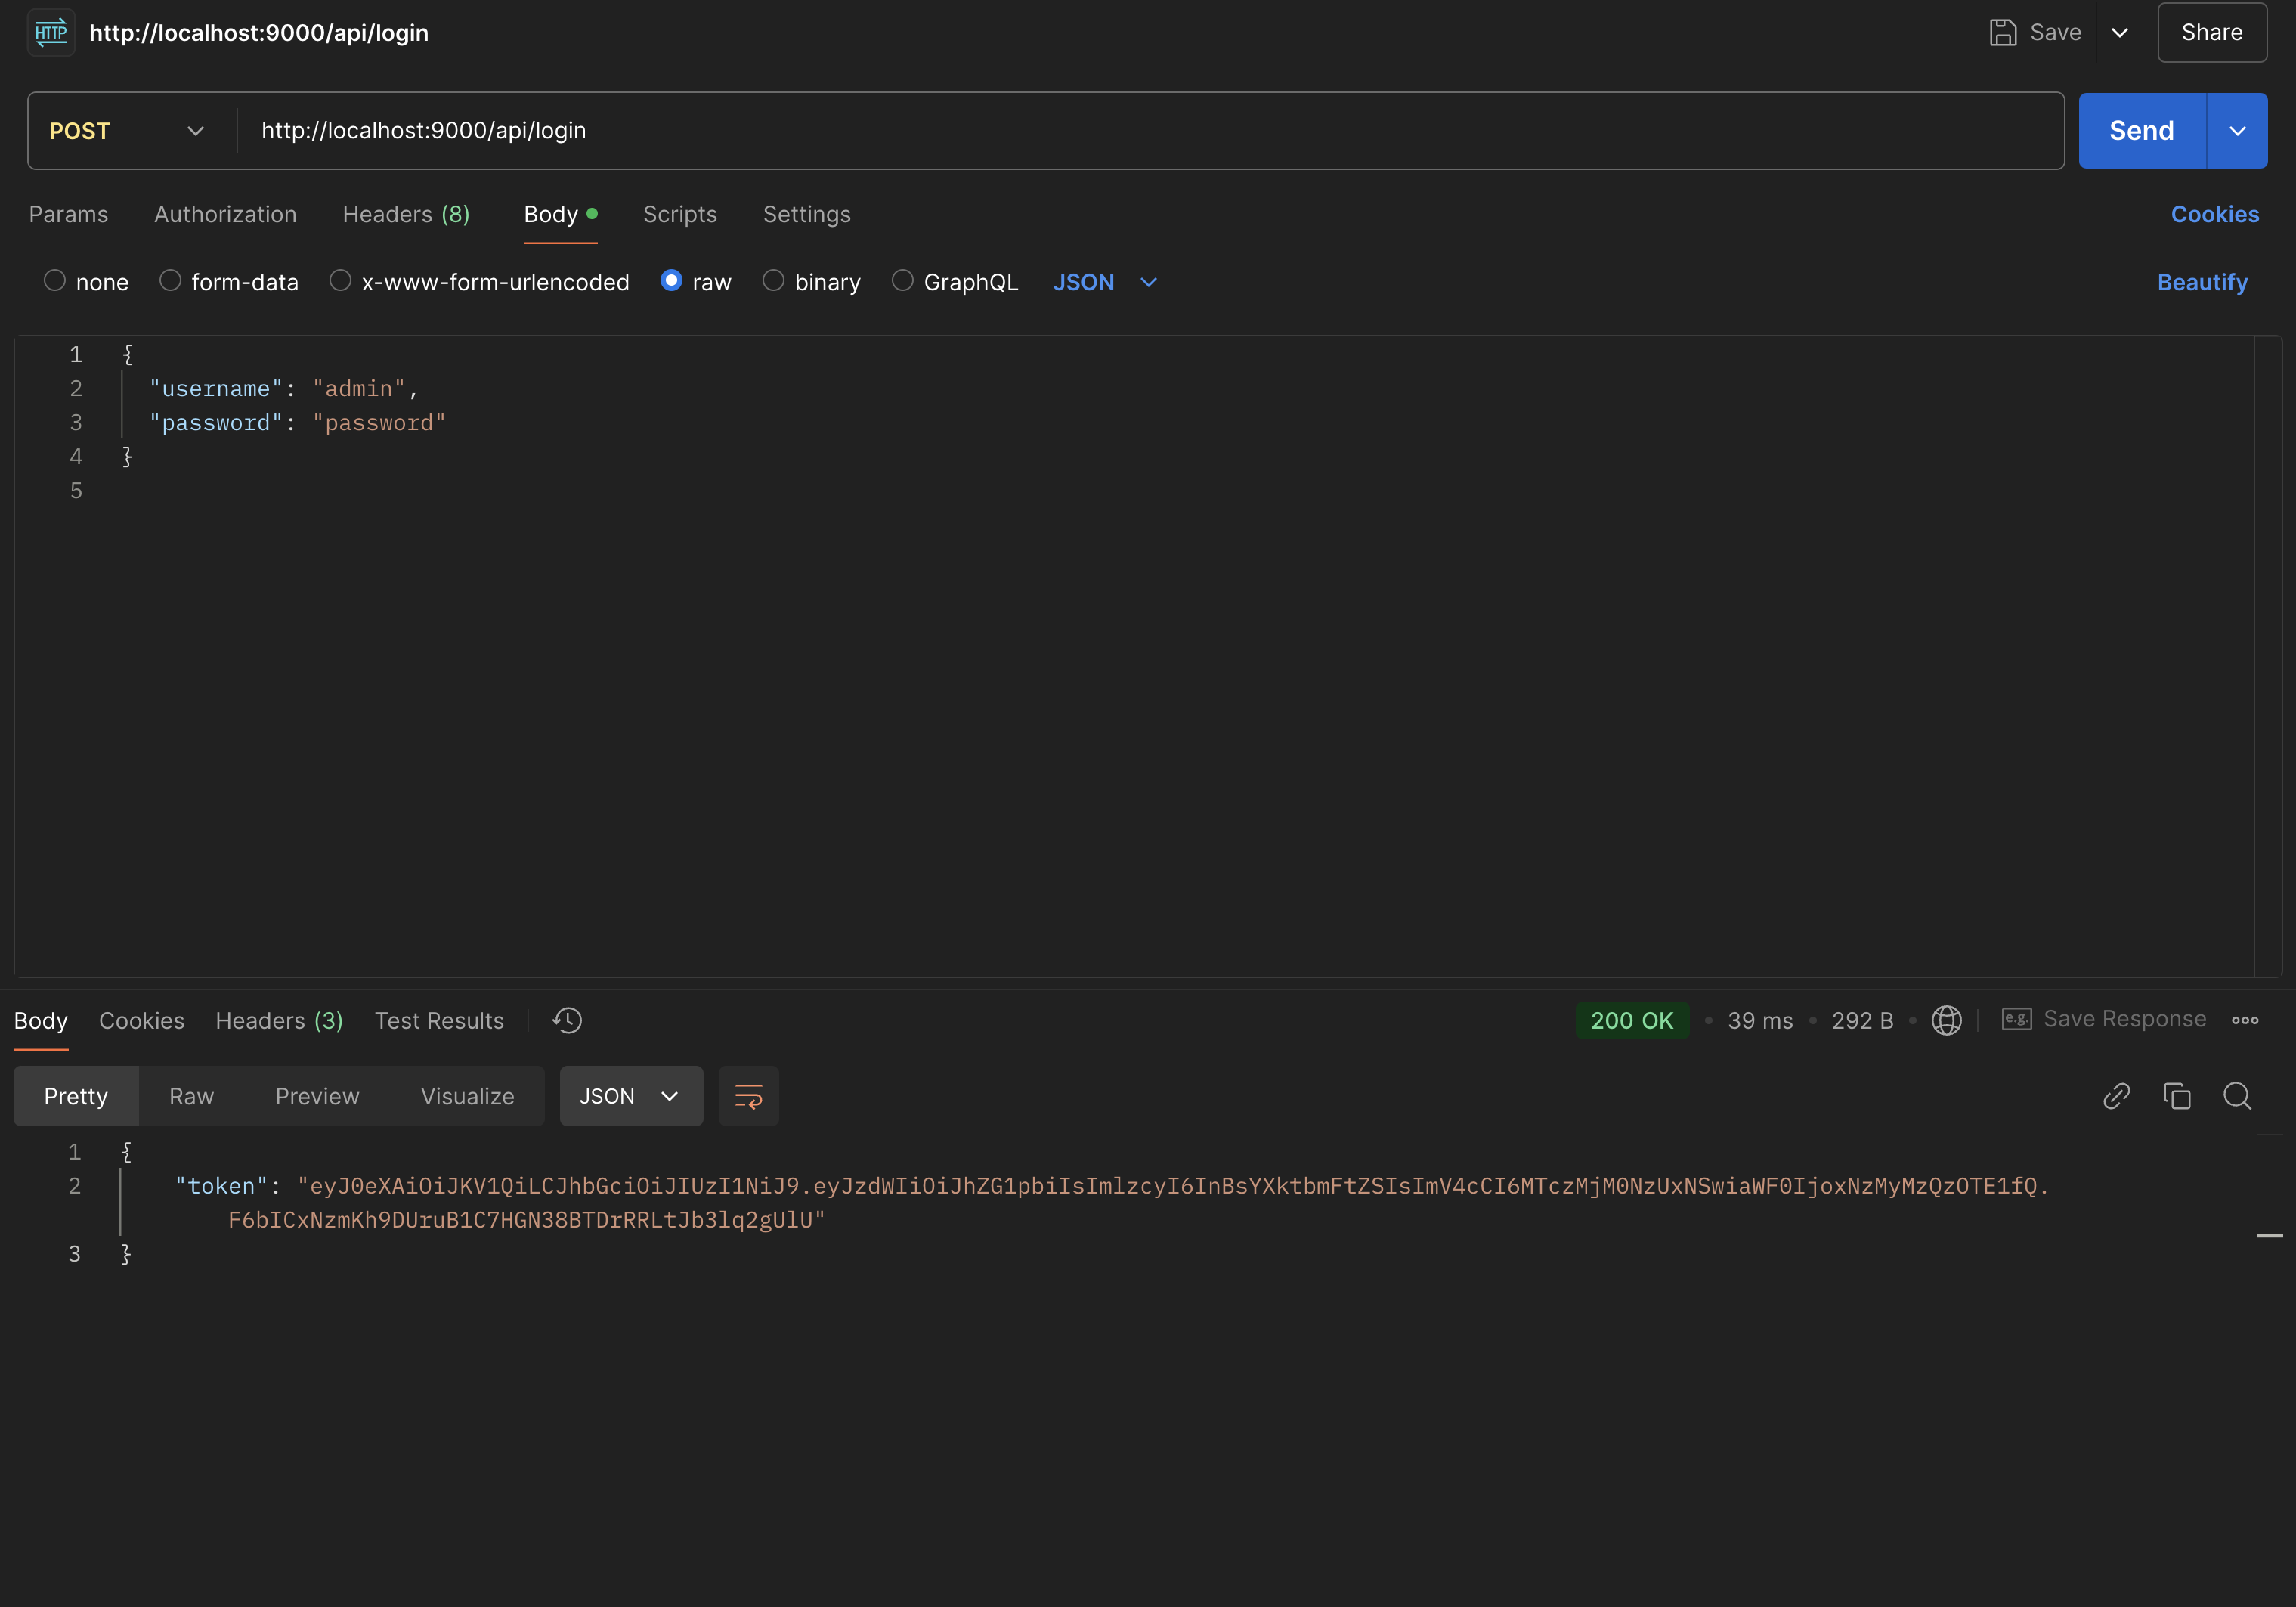 HTTP http://localhost:9000/api/login Save Share
POST http://localhost:9000/api/login Send
Params Authorization Headers (8) Body Scripts Settings Cookies
none form-data x-www-form-urlencoded raw binary GraphQL JSON Beautify
1 {
2 "username": "admin",
3 "password": "password"
4 }
5
Body Cookies Headers (3) Test Results 200 OK • 39 ms • 292 B • e.g. Save Response
Pretty Raw Preview Visualize JSON
1 {
2 "token": "eyJ0eXAiOiJKV1QiLCJhbGciOiJIUzI1NiJ9.eyJzdWIiOiJhZG1pbiIsImlzcyI6InBsYXktbmFtZSIsImV4cCI6MTczMjM0NzUxNSwiaWF0IjoxNzMyMzQzOTE1fQ.
F6bICxNzmKh9DUruB1C7HGN38BTDrRRLtJb3lq2gUlU"
3 }